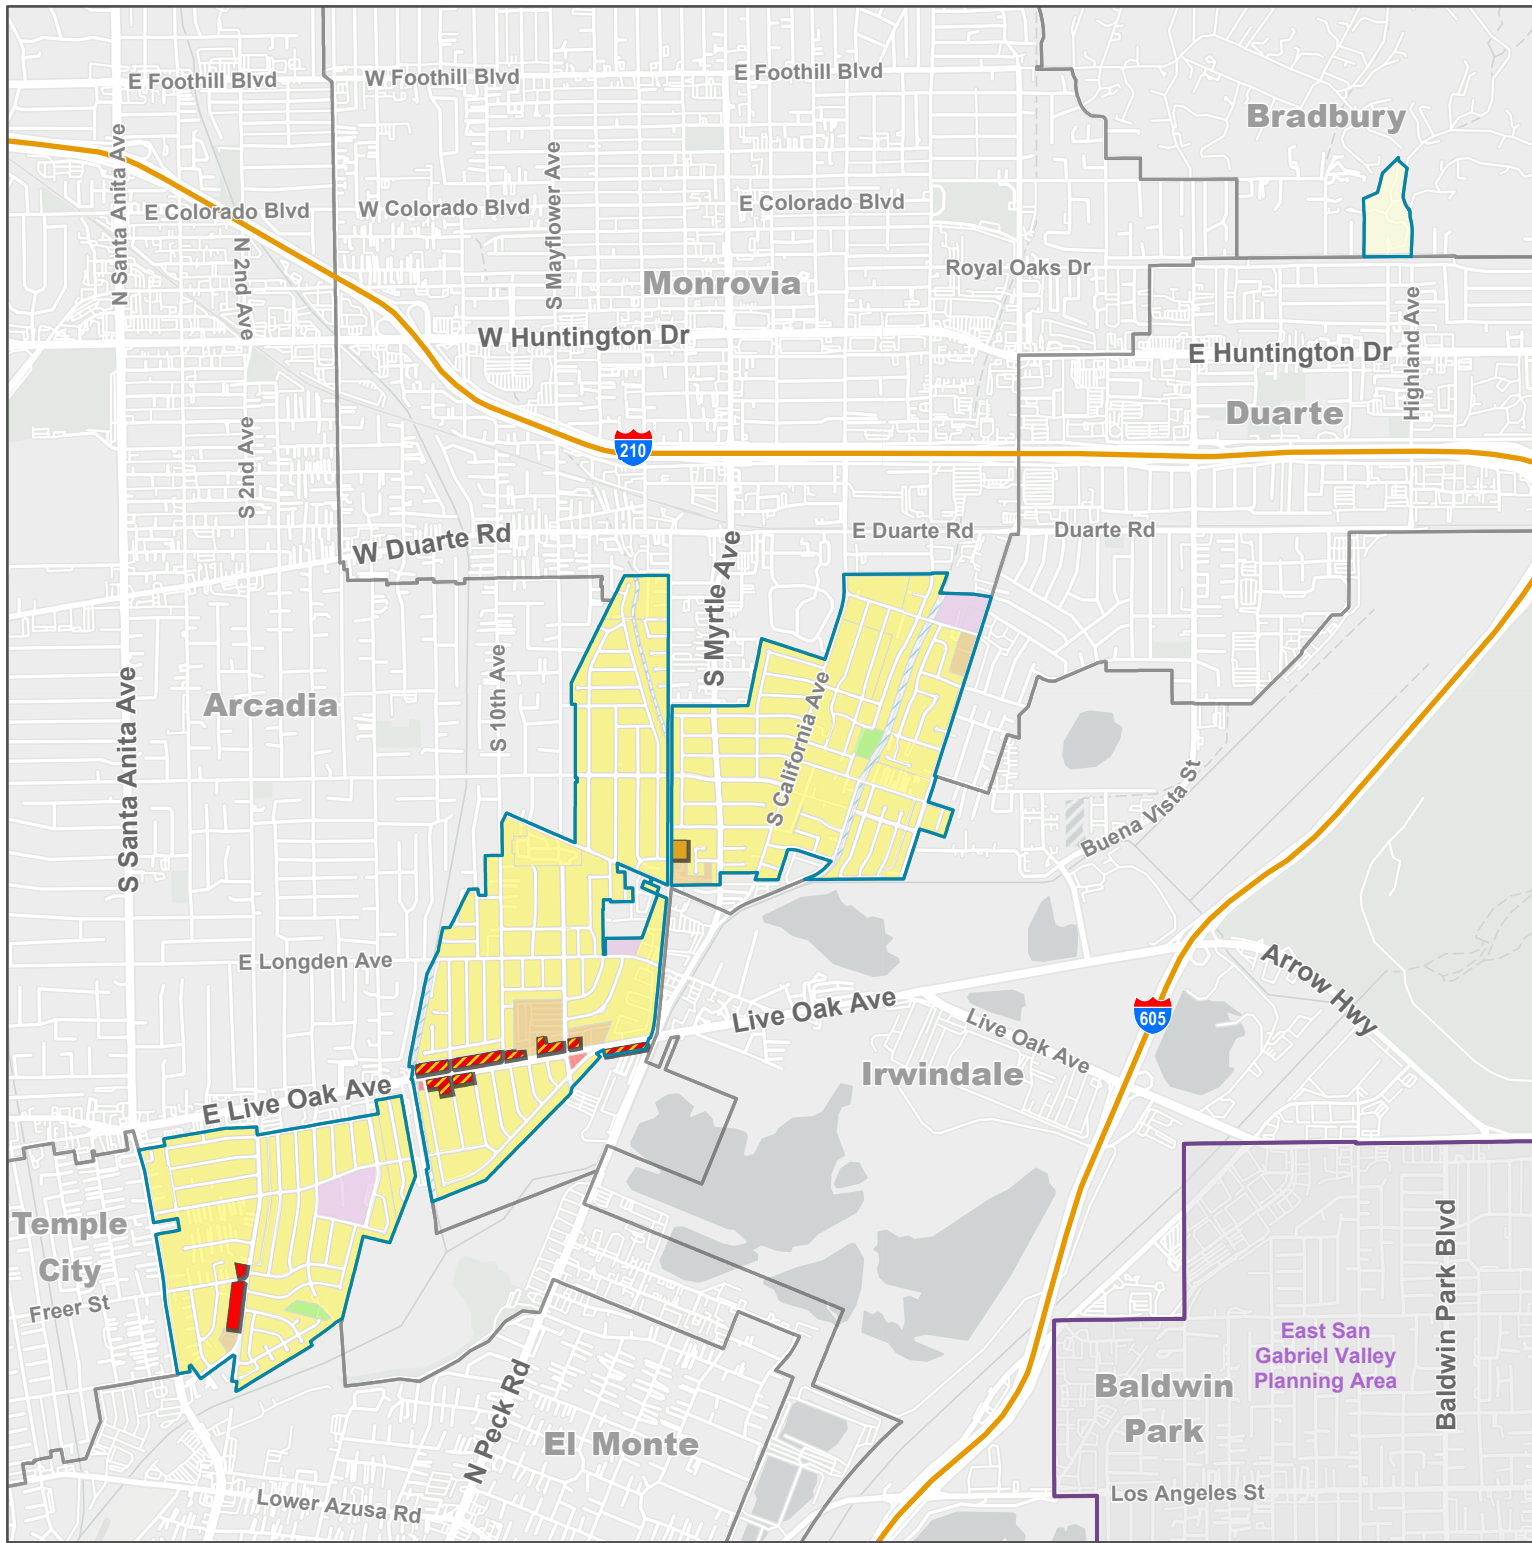 E Foothill Blvd
W Foothill Blvd
E Foothill Blvd
Bradbury
N Santa Anita Ave
S Mayflower Ave
E Colorado Blvd
W Colorado Blvd
E Colorado Blvd
N 2nd Ave
Monrovia
Royal Oaks Dr
Highland Ave
W Huntington Dr
E Huntington Dr
Duarte
S 2nd Ave
210
W Duarte Rd
E Duarte Rd
Duarte Rd
S Myrtle Ave
S Santa Anita Ave
Arcadia
S 10th Ave
S California Ave
S Santa Anita Ave
Buena Vista St
E Longden Ave
Arrow Hwy
Live Oak Ave
605
Live Oak Ave
Irwindale
E Live Oak Ave
Temple
City
Freer St
Baldwin Park Blvd
East San
Gabriel Valley
Planning Area
Baldwin
Park
N Peck Rd
El Monte
Los Angeles St
Lower Azusa Rd